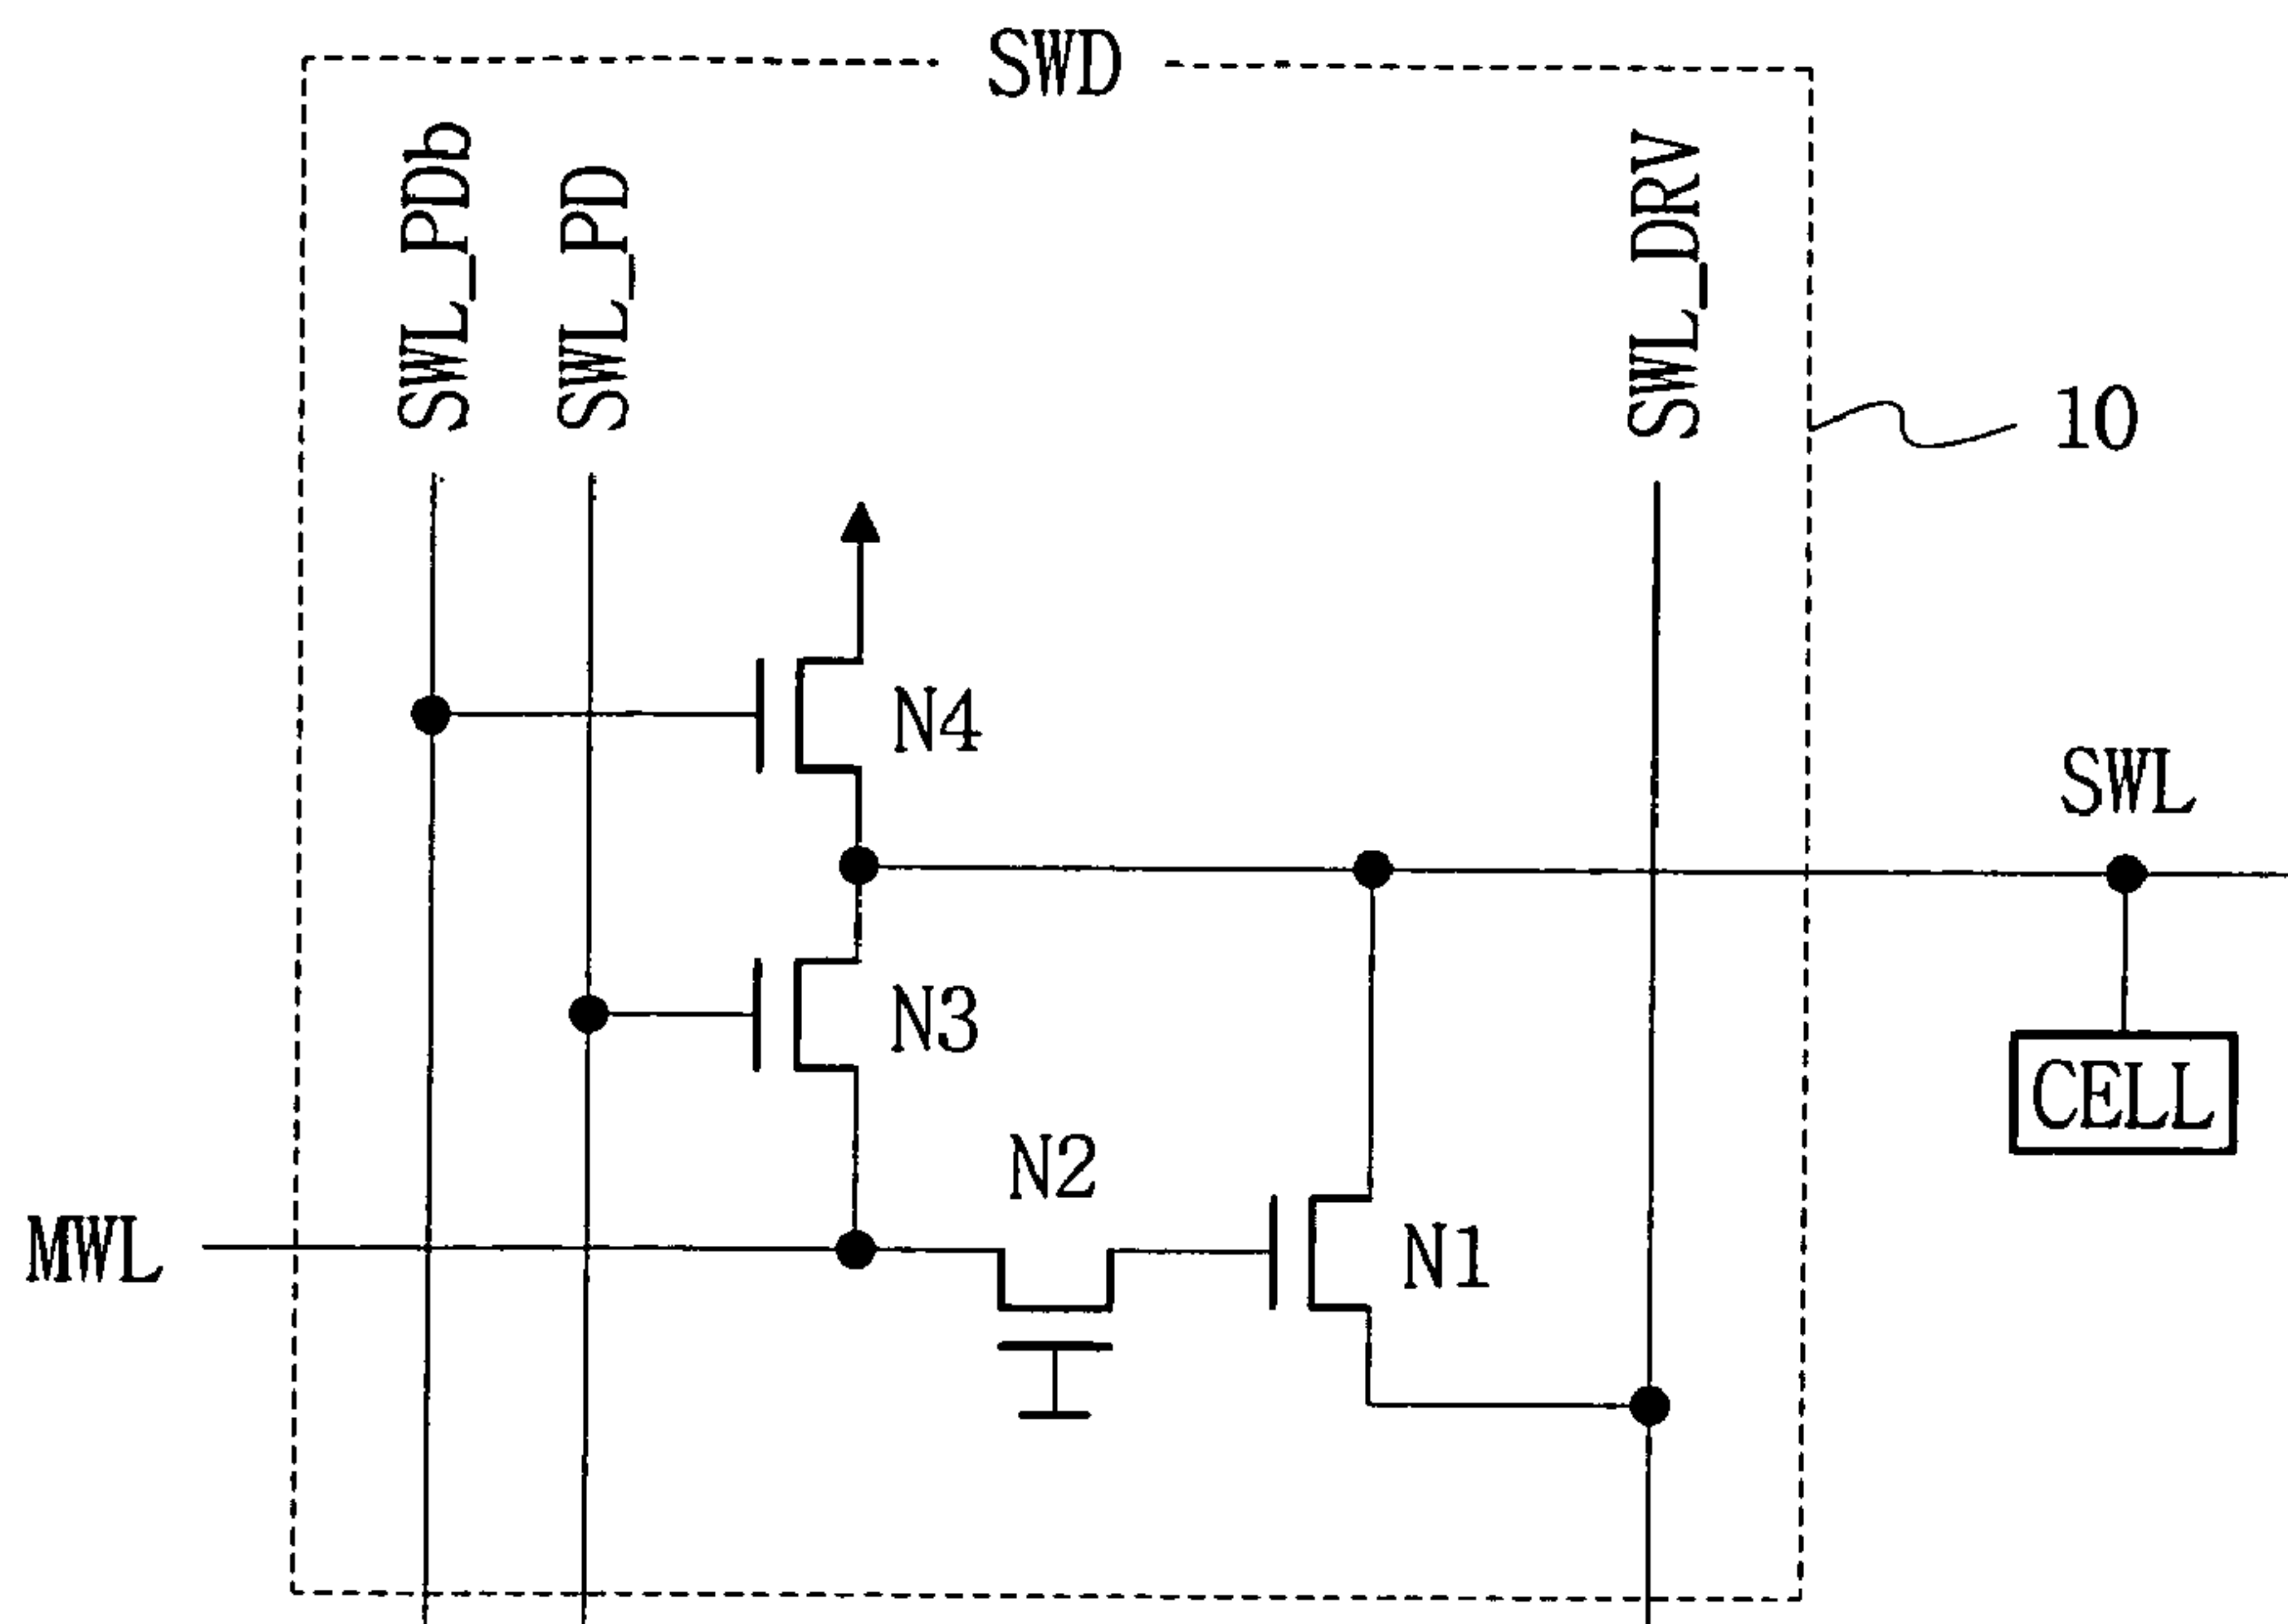 SWD
SWL_PDb
SWL_PD
SWL_DRV
10
N4
SWL
N3
CELL
N2
N1
MWL